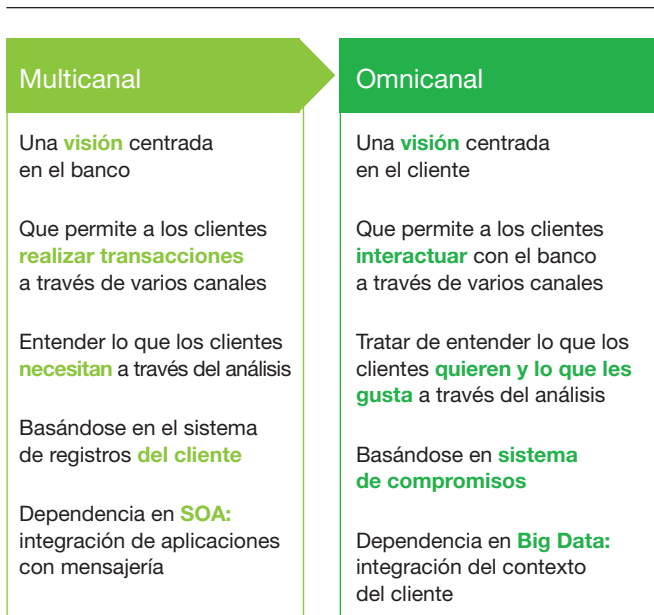 Multicanal
Una visión centrada
en el banco
Que permite a los clientes
realizar transacciones
a través de varios canales
Entender lo que los clientes
necesitan a través del análisis
Basándose en el sistema
de registros del cliente
Dependencia en SOA:
integración de aplicaciones
con mensajería
Omnicanal
Una visión centrada
en el cliente
Que permite a los clientes
interactuar con el banco
a través de varios canales
Tratar de entender lo que los
clientes quieren y lo que les
gusta a través del análisis
Basándose en sistema
de compromisos
Dependencia en Big Data:
integración del contexto
del cliente